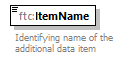 ftc:ItemName
Identifying name of the
additional data item